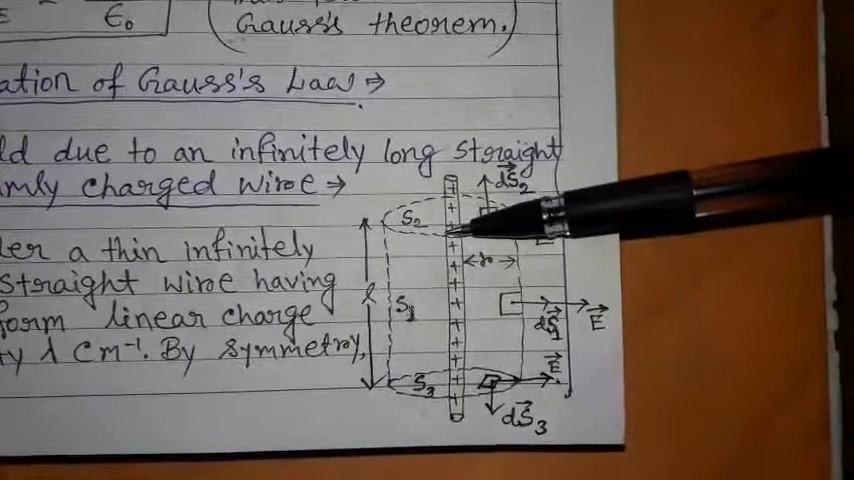 ε₀
Gauss's theorem.
ation of Gauss's Law →
ld due to an infinitely long straight
mly charged wire →
er a thin infinitely
straight wire having
form linear charge
ty λ Cm⁻¹. By symmetry,
dS₂
S₂
r
l
S₁
dS₁
E
E
S₃
dS₃